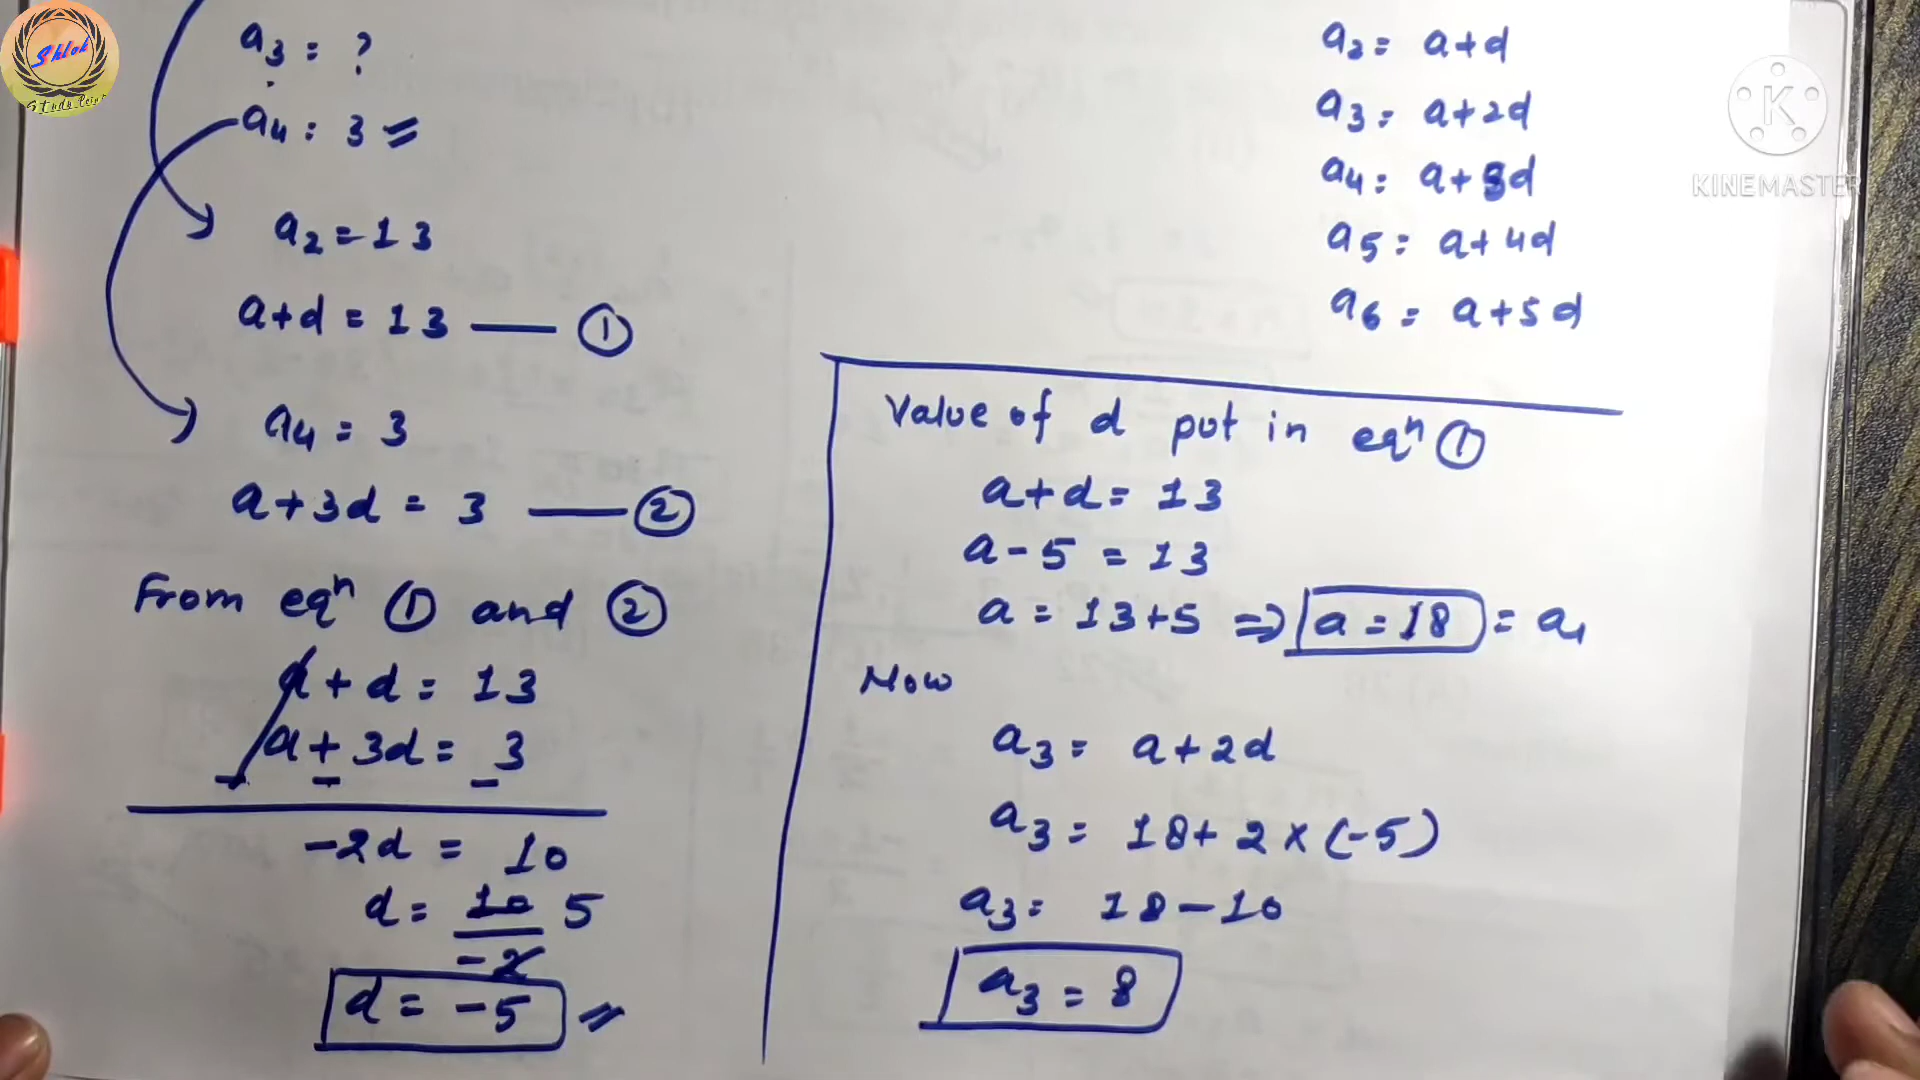 Shlok
Study Point
a3 = ?
a4 = 3
a2 = 13
a+d = 13 —— ①
a4 = 3
a+3d = 3 —— ②
From eqn ① and ②
a+d = 13
a+3d = 3
- - -
-2d = 10
d = 10 5
-2
d = -5
a2 = a+d
a3 = a+2d
a4 = a+3d
a5 = a+4d
a6 = a+5d
KINEMASTER
Value of d put in eqn ①
a+d = 13
a-5 = 13
a = 13+5 ⇒ a = 18 = a1
Now
a3 = a+2d
a3 = 18+2×(-5)
a3 = 18-10
a3 = 8